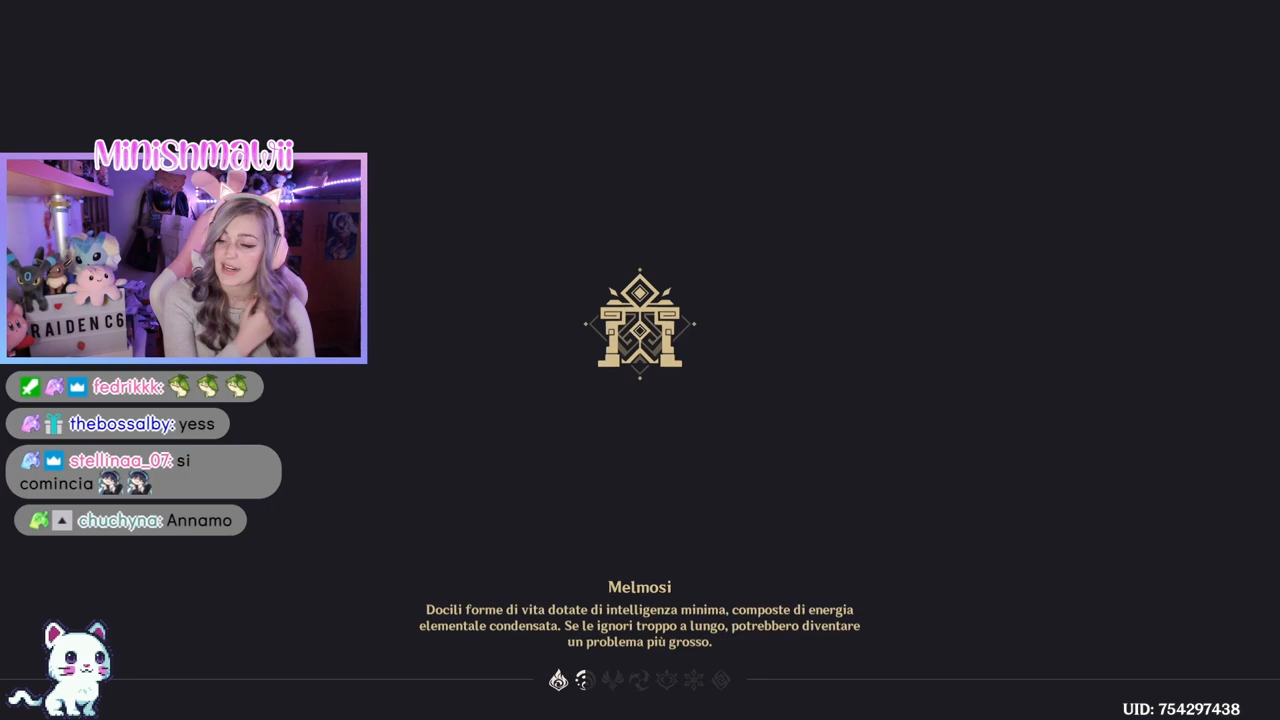 Minishmawii
RAIDEN C6
fedrikkk:
thebossalby: yess
stellinaa_07: si
comincia
chuchyna: Annamo
Melmosi
Docili forme di vita dotate di intelligenza minima, composte di energia
elementale condensata. Se le ignori troppo a lungo, potrebbero diventare
un problema più grosso.
UID: 754297438